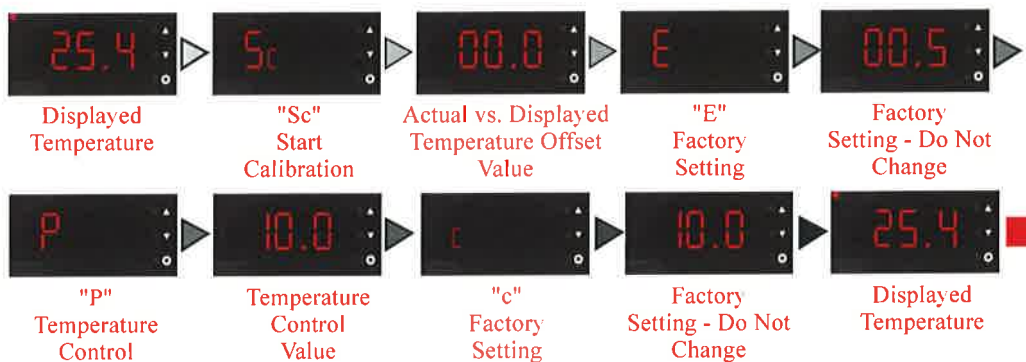 25.4
Sc
00.0
E
00.5
Displayed
Temperature
"Sc"
Start
Calibration
Actual vs. Displayed
Temperature Offset
Value
"E"
Factory
Setting
Factory
Setting - Do Not
Change
P
10.0
c
10.0
25.4
"P"
Temperature
Control
Temperature
Control
Value
"c"
Factory
Setting
Factory
Setting - Do Not
Change
Displayed
Temperature